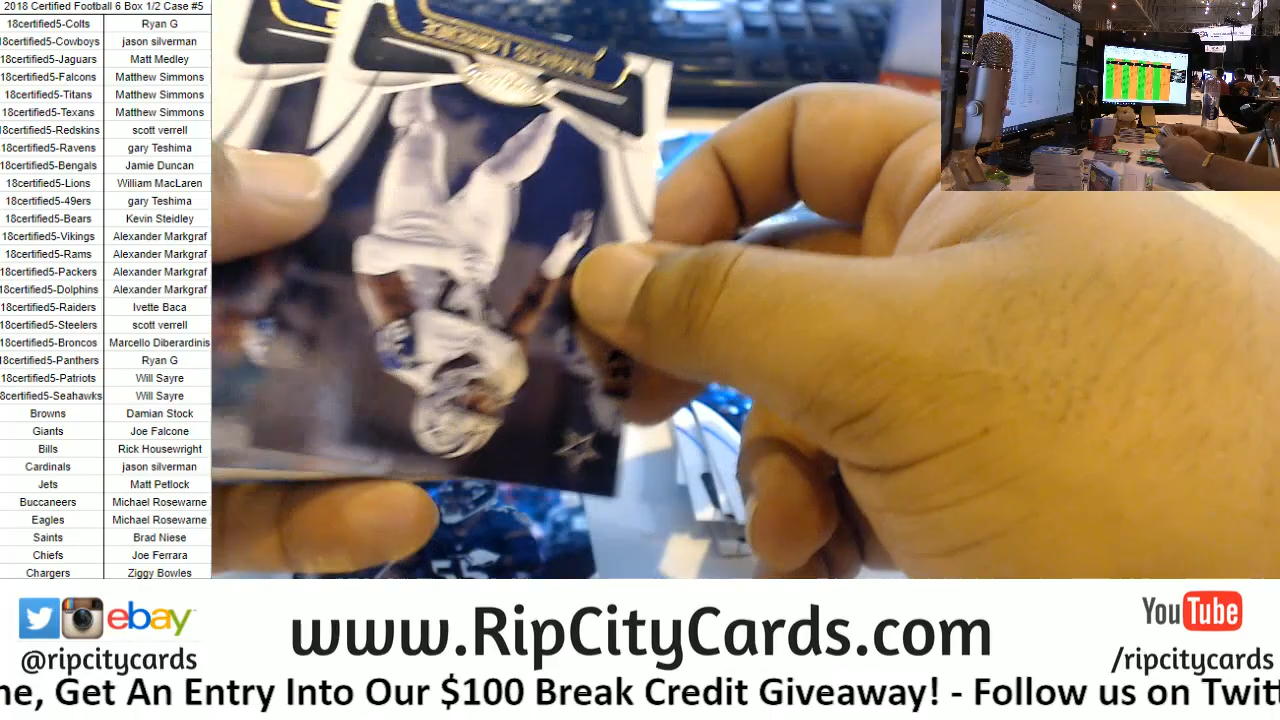 2018 Certified Football 6 Box 1/2 Case #5
18certified5-Colts Ryan G
18certified5-Cowboys jason silverman
18certified5-Jaguars Matt Medley
18certified5-Falcons Matthew Simmons
18certified5-Titans Matthew Simmons
18certified5-Texans Matthew Simmons
18certified5-Redskins scott verrell
18certified5-Ravens gary Teshima
18certified5-Bengals Jamie Duncan
18certified5-Lions William MacLaren
18certified5-49ers gary Teshima
18certified5-Bears Kevin Steidley
18certified5-Vikings Alexander Markgraf
18certified5-Rams Alexander Markgraf
18certified5-Packers Alexander Markgraf
18certified5-Dolphins Alexander Markgraf
18certified5-Raiders Ivette Baca
18certified5-Steelers scott verrell
18certified5-Broncos Marcello Diberardinis
18certified5-Panthers Ryan G
18certified5-Patriots Will Sayre
8certified5-Seahawks Will Sayre
Browns Damian Stock
Giants Joe Falcone
Bills Rick Housewright
Cardinals jason silverman
Jets Matt Petlock
Buccaneers Michael Rosewarne
Eagles Michael Rosewarne
Saints Brad Niese
Chiefs Joe Ferrara
Chargers Ziggy Bowles
55
ebay
@ripcitycards
www.RipCityCards.com
YouTube
/ripcitycards
ne, Get An Entry Into Our $100 Break Credit Giveaway! - Follow us on Twitt